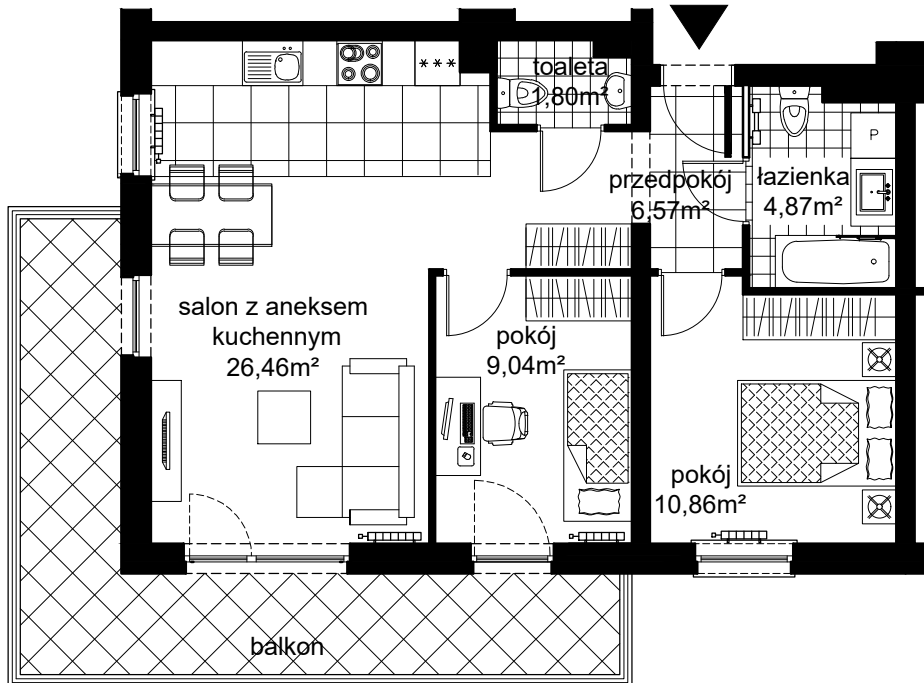 toaleta
1,80m²
przedpokój
6,57m²
łazienka
4,87m²
P
salon z aneksem
kuchennym
26,46m²
pokój
9,04m²
pokój
10,86m²
balkon